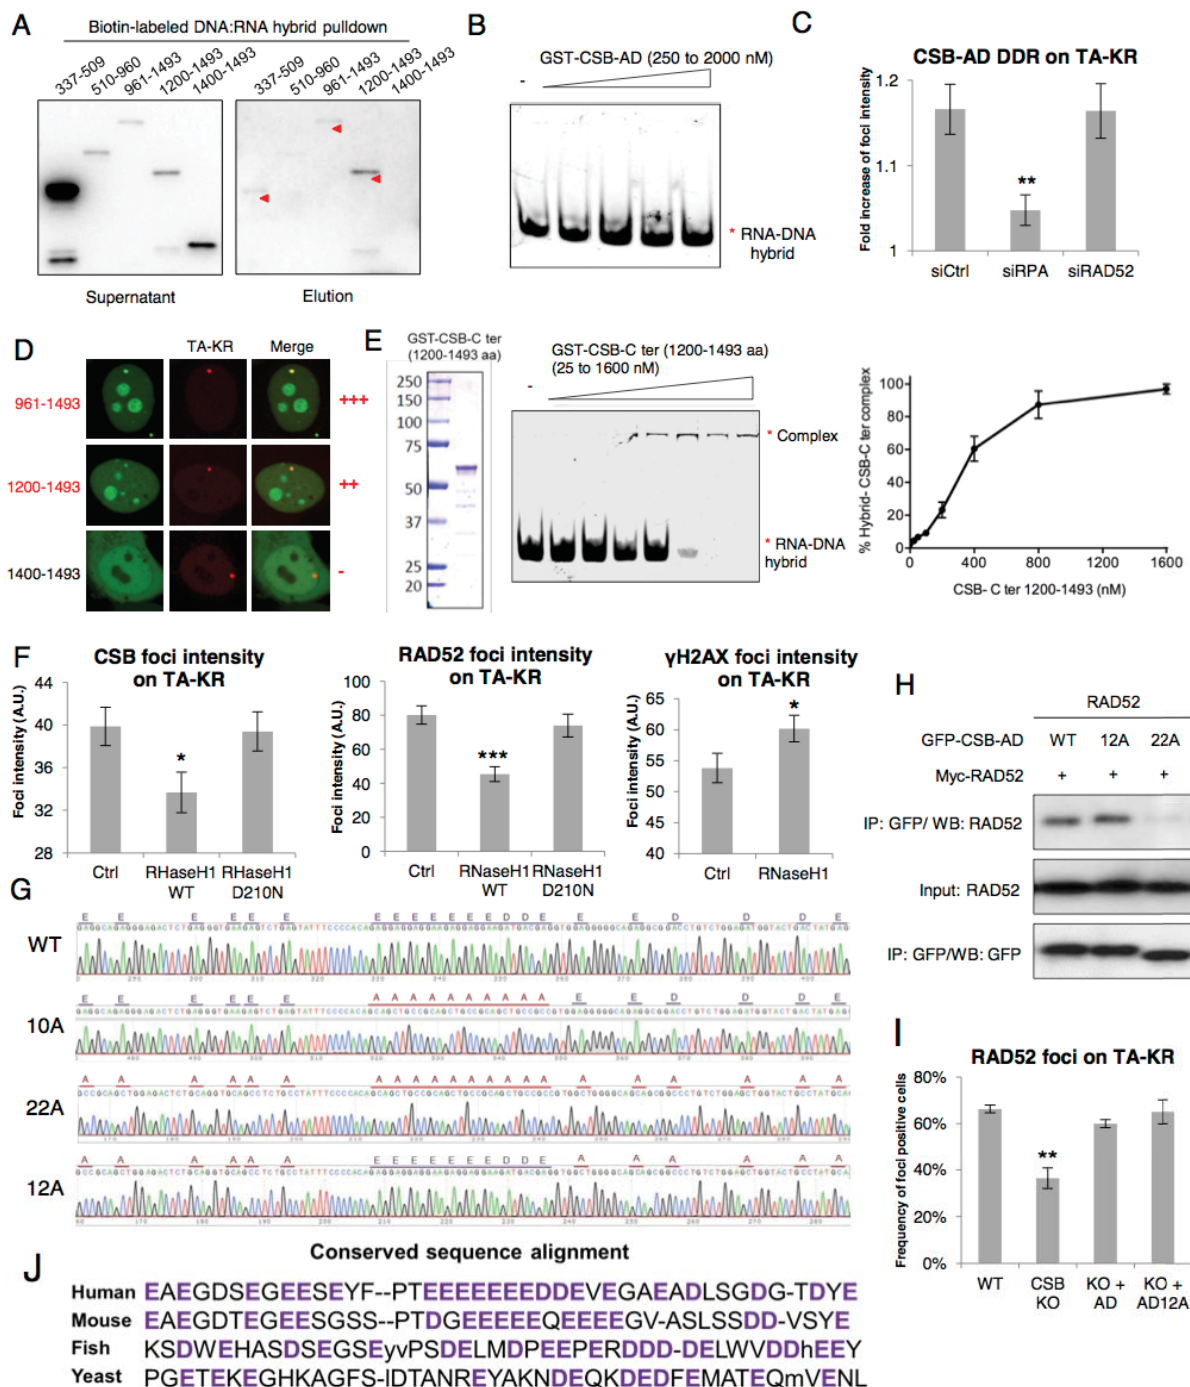 A
Biotin-labeled DNA:RNA hybrid pulldown
337-509
510-960
961-1493
1200-1493
1400-1493
337-509
510-960
961-1493
1200-1493
1400-1493
Supernatant
Elution
B
GST-CSB-AD (250 to 2000 nM)
-
* RNA-DNA
hybrid
C
CSB-AD DDR on TA-KR
Fold increase of foci intensity
1.2
1.1
1
**
siCtrl
siRPA
siRAD52
D
TA-KR
Merge
961-1493
+++
1200-1493
++
1400-1493
-
E
GST-CSB-C ter
(1200-1493 aa)
250
150
100
75
50
37
25
20
GST-CSB-C ter (1200-1493 aa)
(25 to 1600 nM)
-
* Complex
* RNA-DNA
hybrid
% Hybrid- CSB-C ter complex
100
80
60
40
20
0
0
400
800
1200
1600
CSB- C ter 1200-1493 (nM)
F
CSB foci intensity
on TA-KR
Foci intensity (A.U.)
44
40
36
32
28
*
Ctrl
RHaseH1
WT
RHaseH1
D210N
RAD52 foci intensity
on TA-KR
Foci intensity (A.U.)
100
80
60
40
20
0
***
Ctrl
RNaseH1
WT
RNaseH1
D210N
γH2AX foci intensity
on TA-KR
Foci intensity (A.U.)
65
60
55
50
45
40
*
Ctrl
RNaseH1
G
WT
E E E E E E E E E E E E E D D E E E D D D E
10A
E E E E E E A A A A A A A A A A E E D D D E
22A
A A A A A A A A A A A A A A A A A A A A A A
12A
A A A A A A E E E E E E E D D E A A A A A A
H
RAD52
GFP-CSB-AD WT 12A 22A
Myc-RAD52 + + +
IP: GFP/ WB: RAD52
Input: RAD52
IP: GFP/WB: GFP
I
RAD52 foci on TA-KR
Frequency of foci positive cells
80%
60%
40%
20%
0%
**
WT
CSB
KO
KO +
AD
KO +
AD12A
J
Conserved sequence alignment
Human EAEGDSEGEESEYF--PTEEEEEEEEDDEVEGAEADLSGDG-TDYE
Mouse EAEGDTEGEESGSS--PTDGEEEEEQEEEEGV-ASLSSDD-VSYE
Fish KSDWEHASDSEGSEyvPSDELMDPEEPERDDD-DELWVDDhEEY
Yeast PGETEKEGHKAGFS-IDTANREYAKNDEQKDEDFEMATEQmVENL